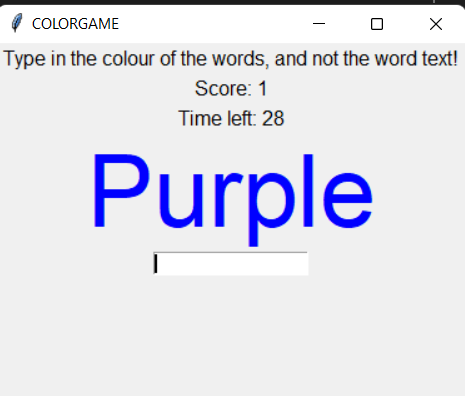 COLORGAME
Type in the colour of the words, and not the word text!
Score: 1
Time left: 28
Purple